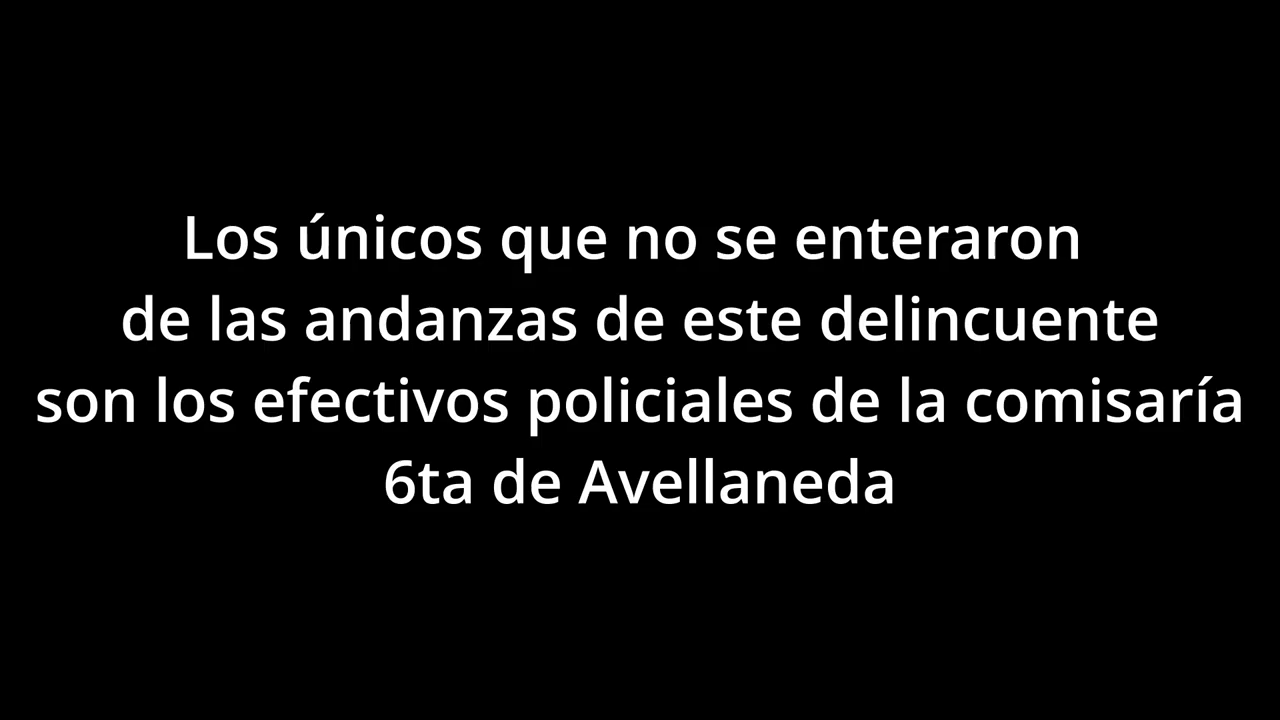 Los únicos que no se enteraron
de las andanzas de este delincuente
son los efectivos policiales de la comisaría
6ta de Avellaneda